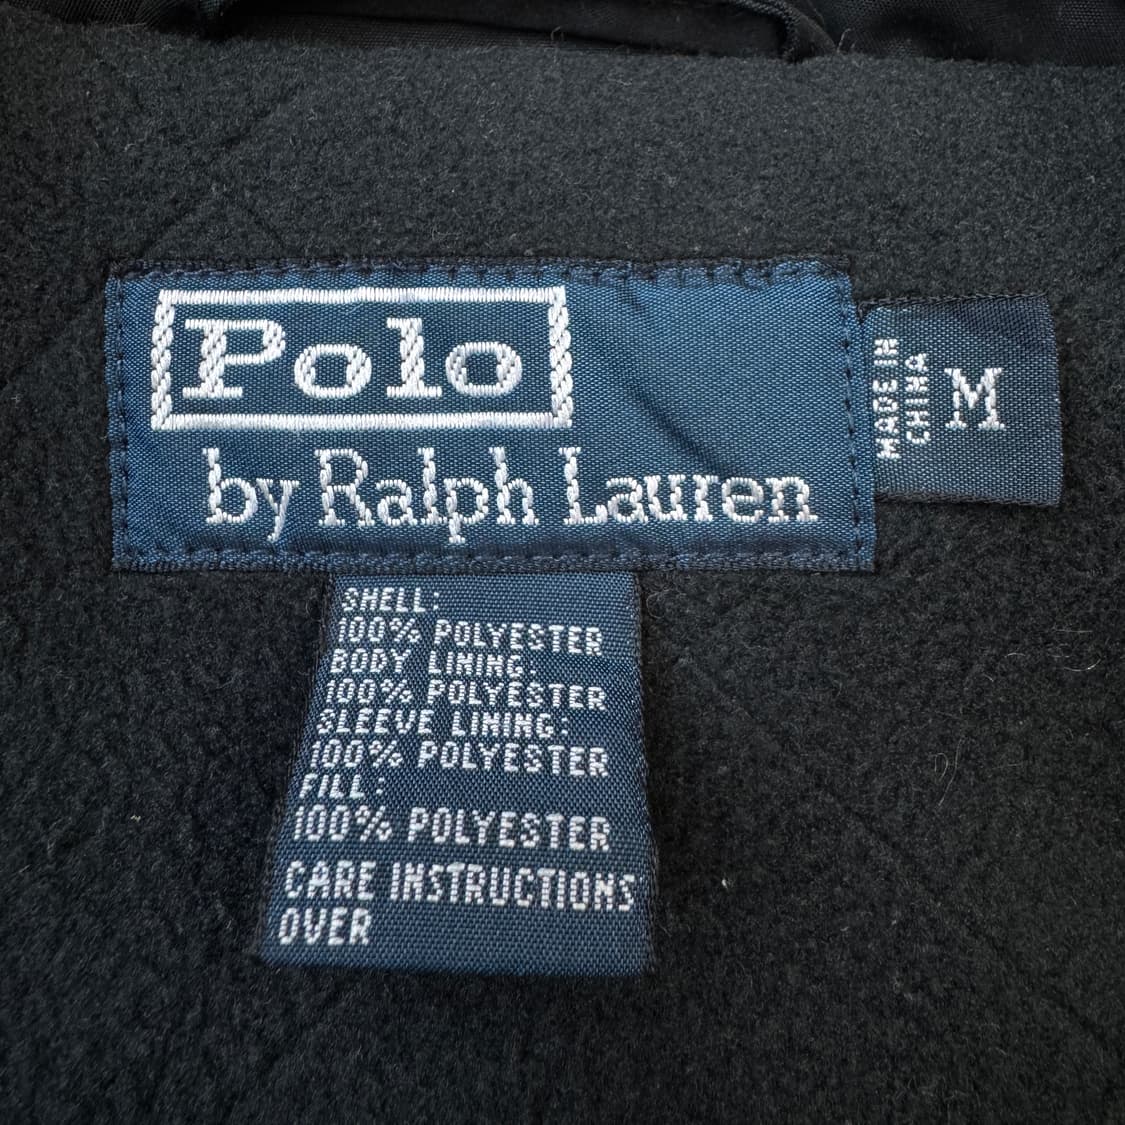 Polo
by Ralph Lauren
MADE IN
CHINA
M
SHELL:
100% POLYESTER
BODY LINING:
100% POLYESTER
SLEEVE LINING:
100% POLYESTER
FILL:
100% POLYESTER
CARE INSTRUCTIONS
OVER